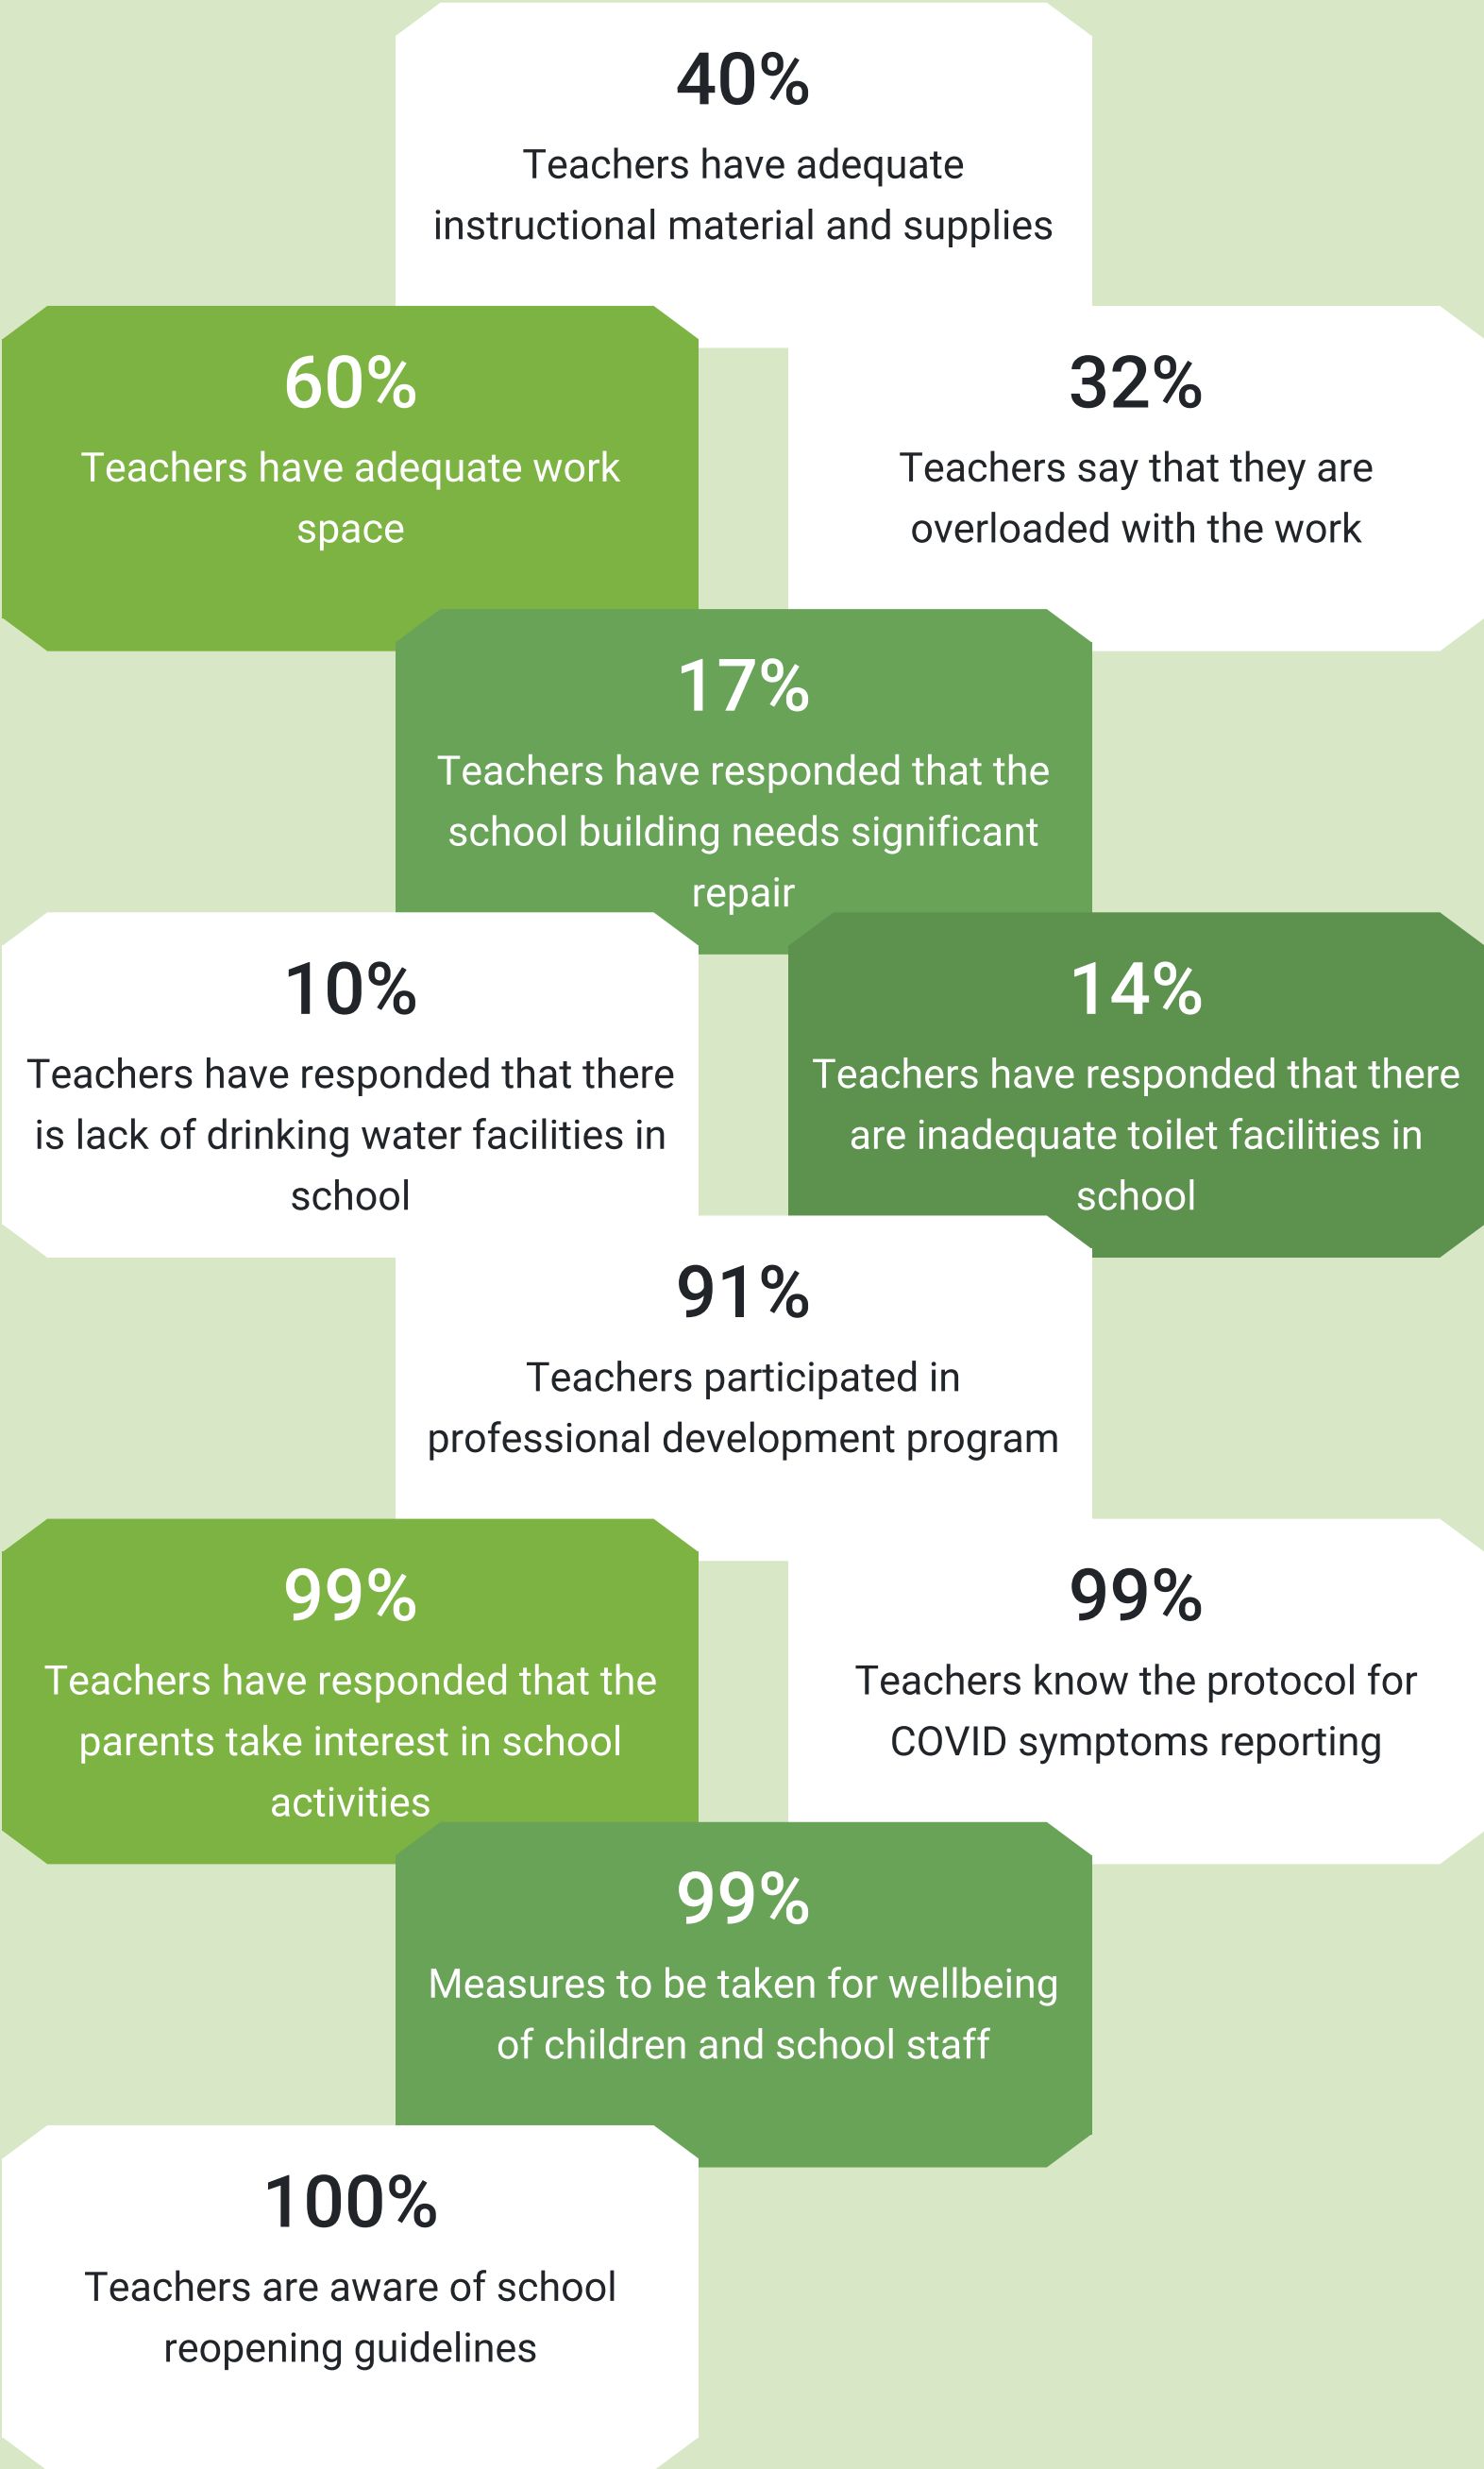 40%
Teachers have adequate
instructional material and supplies
60%
Teachers have adequate work
space
32%
Teachers say that they are
overloaded with the work
17%
Teachers have responded that the
school building needs significant
repair
10%
Teachers have responded that there
is lack of drinking water facilities in
school
14%
Teachers have responded that there
are inadequate toilet facilities in
school
91%
Teachers participated in
professional development program
99%
Teachers have responded that the
parents take interest in school
activities
99%
Teachers know the protocol for
COVID symptoms reporting
99%
Measures to be taken for wellbeing
of children and school staff
100%
Teachers are aware of school
reopening guidelines